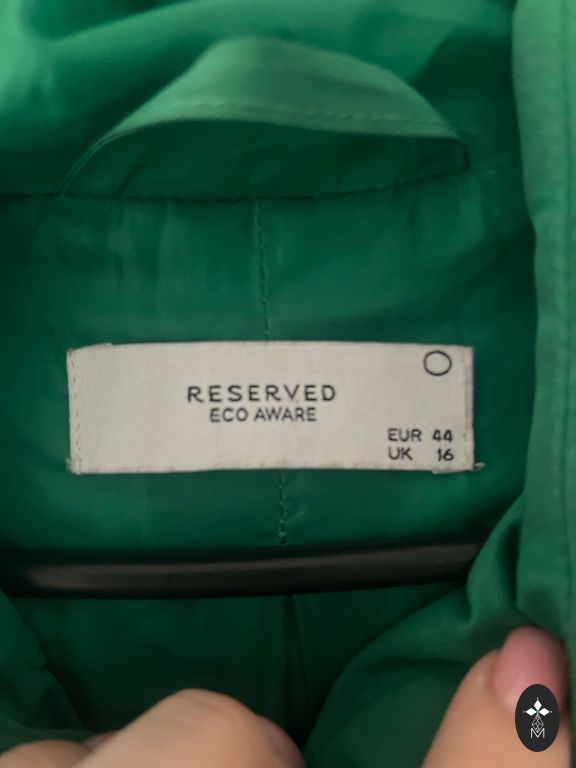 RESERVED
ECO AWARE
EUR 44
UK 16